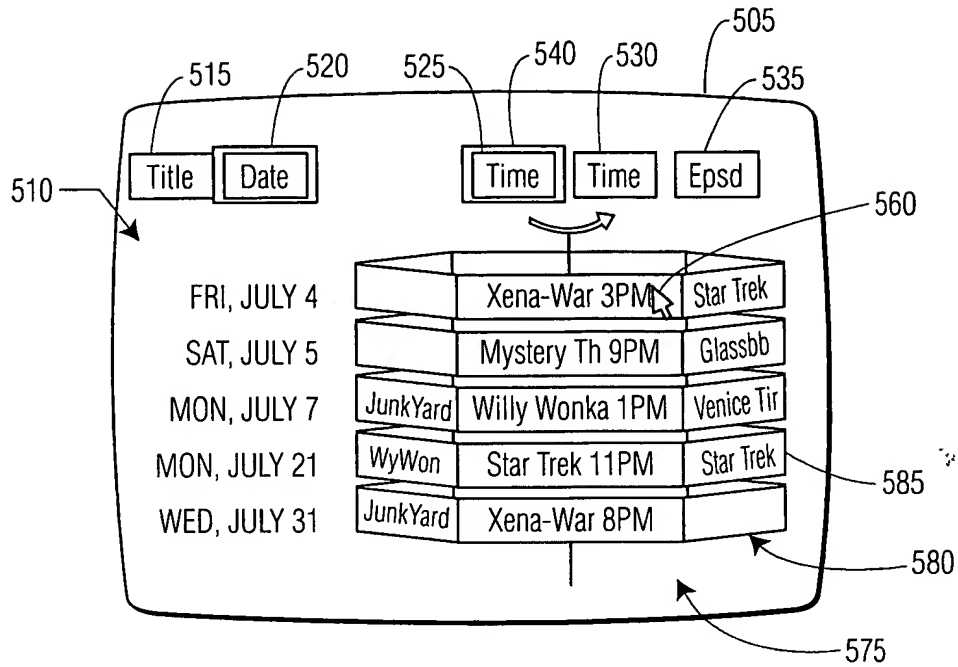 505
540
515 520 525 530 535
Title Date Time Time Epsd
510
560
FRI, JULY 4 Xena-War 3PM Star Trek
SAT, JULY 5 Mystery Th 9PM Glassbb
MON, JULY 7 JunkYard Willy Wonka 1PM Venice Tir
MON, JULY 21 WyWon Star Trek 11PM Star Trek
585
WED, JULY 31 JunkYard Xena-War 8PM
580
575